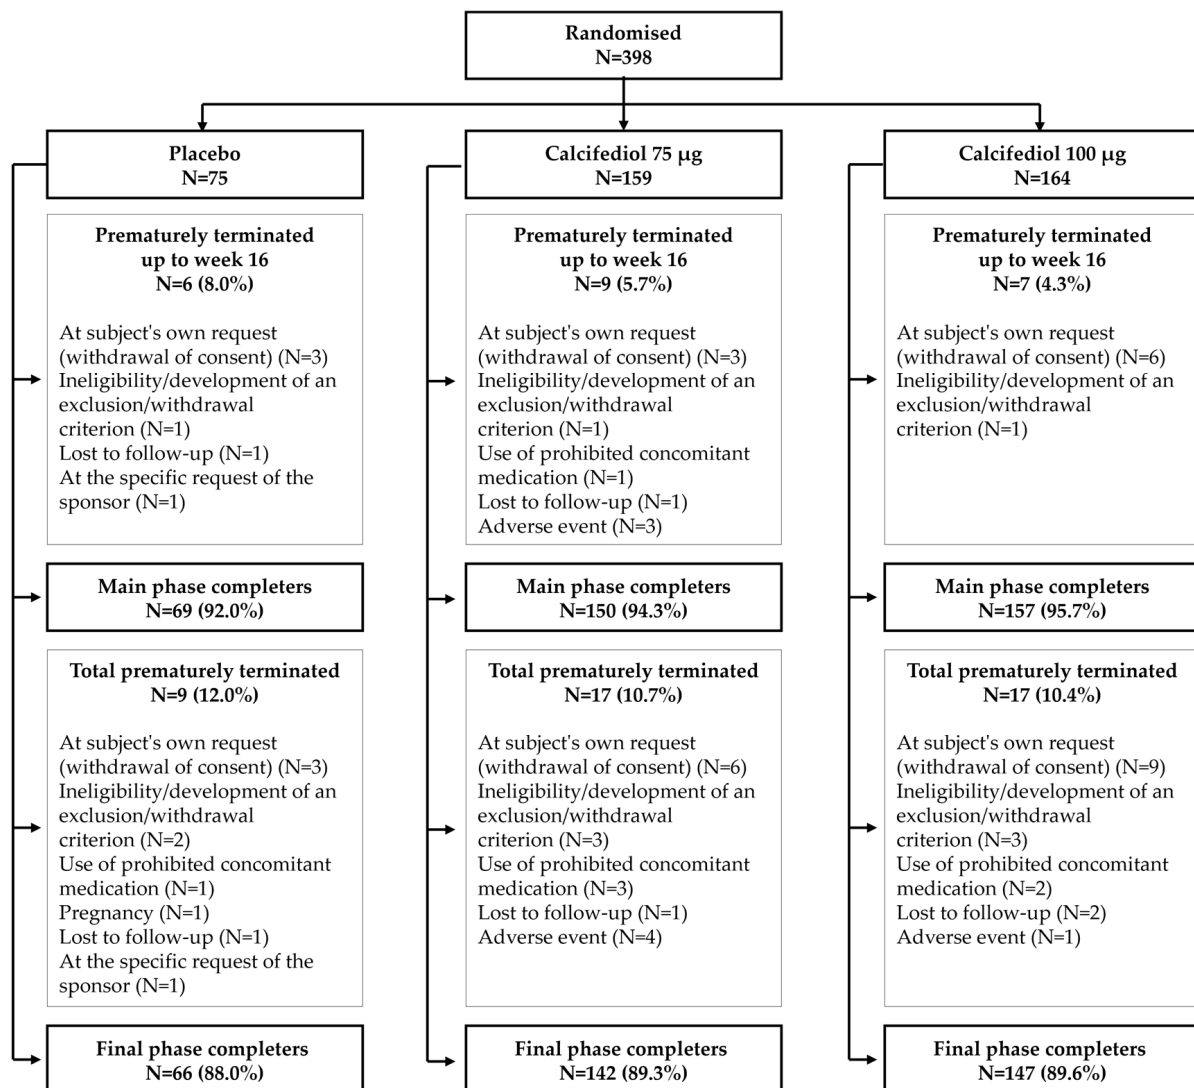 Randomised
N=398
Placebo
N=75
Calcifediol 75 µg
N=159
Calcifediol 100 µg
N=164
Prematurely terminated
up to week 16
N=6 (8.0%)
At subject's own request
(withdrawal of consent) (N=3)
Ineligibility/development of an
exclusion/withdrawal
criterion (N=1)
Lost to follow-up (N=1)
At the specific request of the
sponsor (N=1)
Prematurely terminated
up to week 16
N=9 (5.7%)
At subject's own request
(withdrawal of consent) (N=3)
Ineligibility/development of an
exclusion/withdrawal
criterion (N=1)
Use of prohibited concomitant
medication (N=1)
Lost to follow-up (N=1)
Adverse event (N=3)
Prematurely terminated
up to week 16
N=7 (4.3%)
At subject's own request
(withdrawal of consent) (N=6)
Ineligibility/development of an
exclusion/withdrawal
criterion (N=1)
Main phase completers
N=69 (92.0%)
Main phase completers
N=150 (94.3%)
Main phase completers
N=157 (95.7%)
Total prematurely terminated
N=9 (12.0%)
At subject's own request
(withdrawal of consent) (N=3)
Ineligibility/development of an
exclusion/withdrawal
criterion (N=2)
Use of prohibited concomitant
medication (N=1)
Pregnancy (N=1)
Lost to follow-up (N=1)
At the specific request of the
sponsor (N=1)
Total prematurely terminated
N=17 (10.7%)
At subject's own request
(withdrawal of consent) (N=6)
Ineligibility/development of an
exclusion/withdrawal
criterion (N=3)
Use of prohibited concomitant
medication (N=3)
Lost to follow-up (N=1)
Adverse event (N=4)
Total prematurely terminated
N=17 (10.4%)
At subject's own request
(withdrawal of consent) (N=9)
Ineligibility/development of an
exclusion/withdrawal
criterion (N=3)
Use of prohibited concomitant
medication (N=2)
Lost to follow-up (N=2)
Adverse event (N=1)
Final phase completers
N=66 (88.0%)
Final phase completers
N=142 (89.3%)
Final phase completers
N=147 (89.6%)